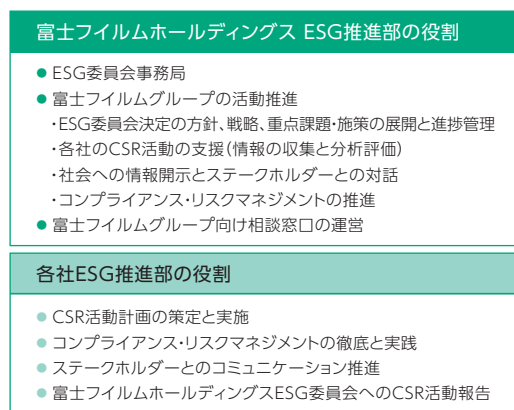 富士フイルムホールディングス ESG推進部の役割
● ESG委員会事務局
● 富士フイルムグループの活動推進
・ESG委員会決定の方針、戦略、重点課題・施策の展開と進捗管理
・各社のCSR活動の支援（情報の収集と分析評価）
・社会への情報開示とステークホルダーとの対話
・コンプライアンス・リスクマネジメントの推進
● 富士フイルムグループ向け相談窓口の運営
各社ESG推進部の役割
● CSR活動計画の策定と実施
● コンプライアンス・リスクマネジメントの徹底と実践
● ステークホルダーとのコミュニケーション推進
● 富士フイルムホールディングスESG委員会へのCSR活動報告